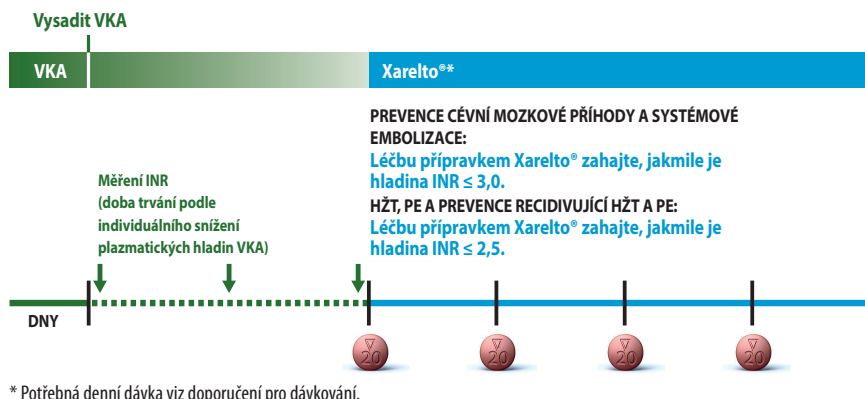 Vysadit VKA
VKA
Xarelto®*
PREVENCE CÉVNÍ MOZKOVÉ PŘÍHODY A SYSTÉMOVÉ
EMBOLIZACE:
Léčbu přípravkem Xarelto® zahajte, jakmile je
hladina INR ≤ 3,0.
HŽT, PE A PREVENCE RECIDIVUJÍCÍ HŽT A PE:
Léčbu přípravkem Xarelto® zahajte, jakmile je
hladina INR ≤ 2,5.
Měření INR
(doba trvání podle
individuálního snížení
plazmatických hladin VKA)
DNY
20
20
20
20
* Potřebná denní dávka viz doporučení pro dávkování.